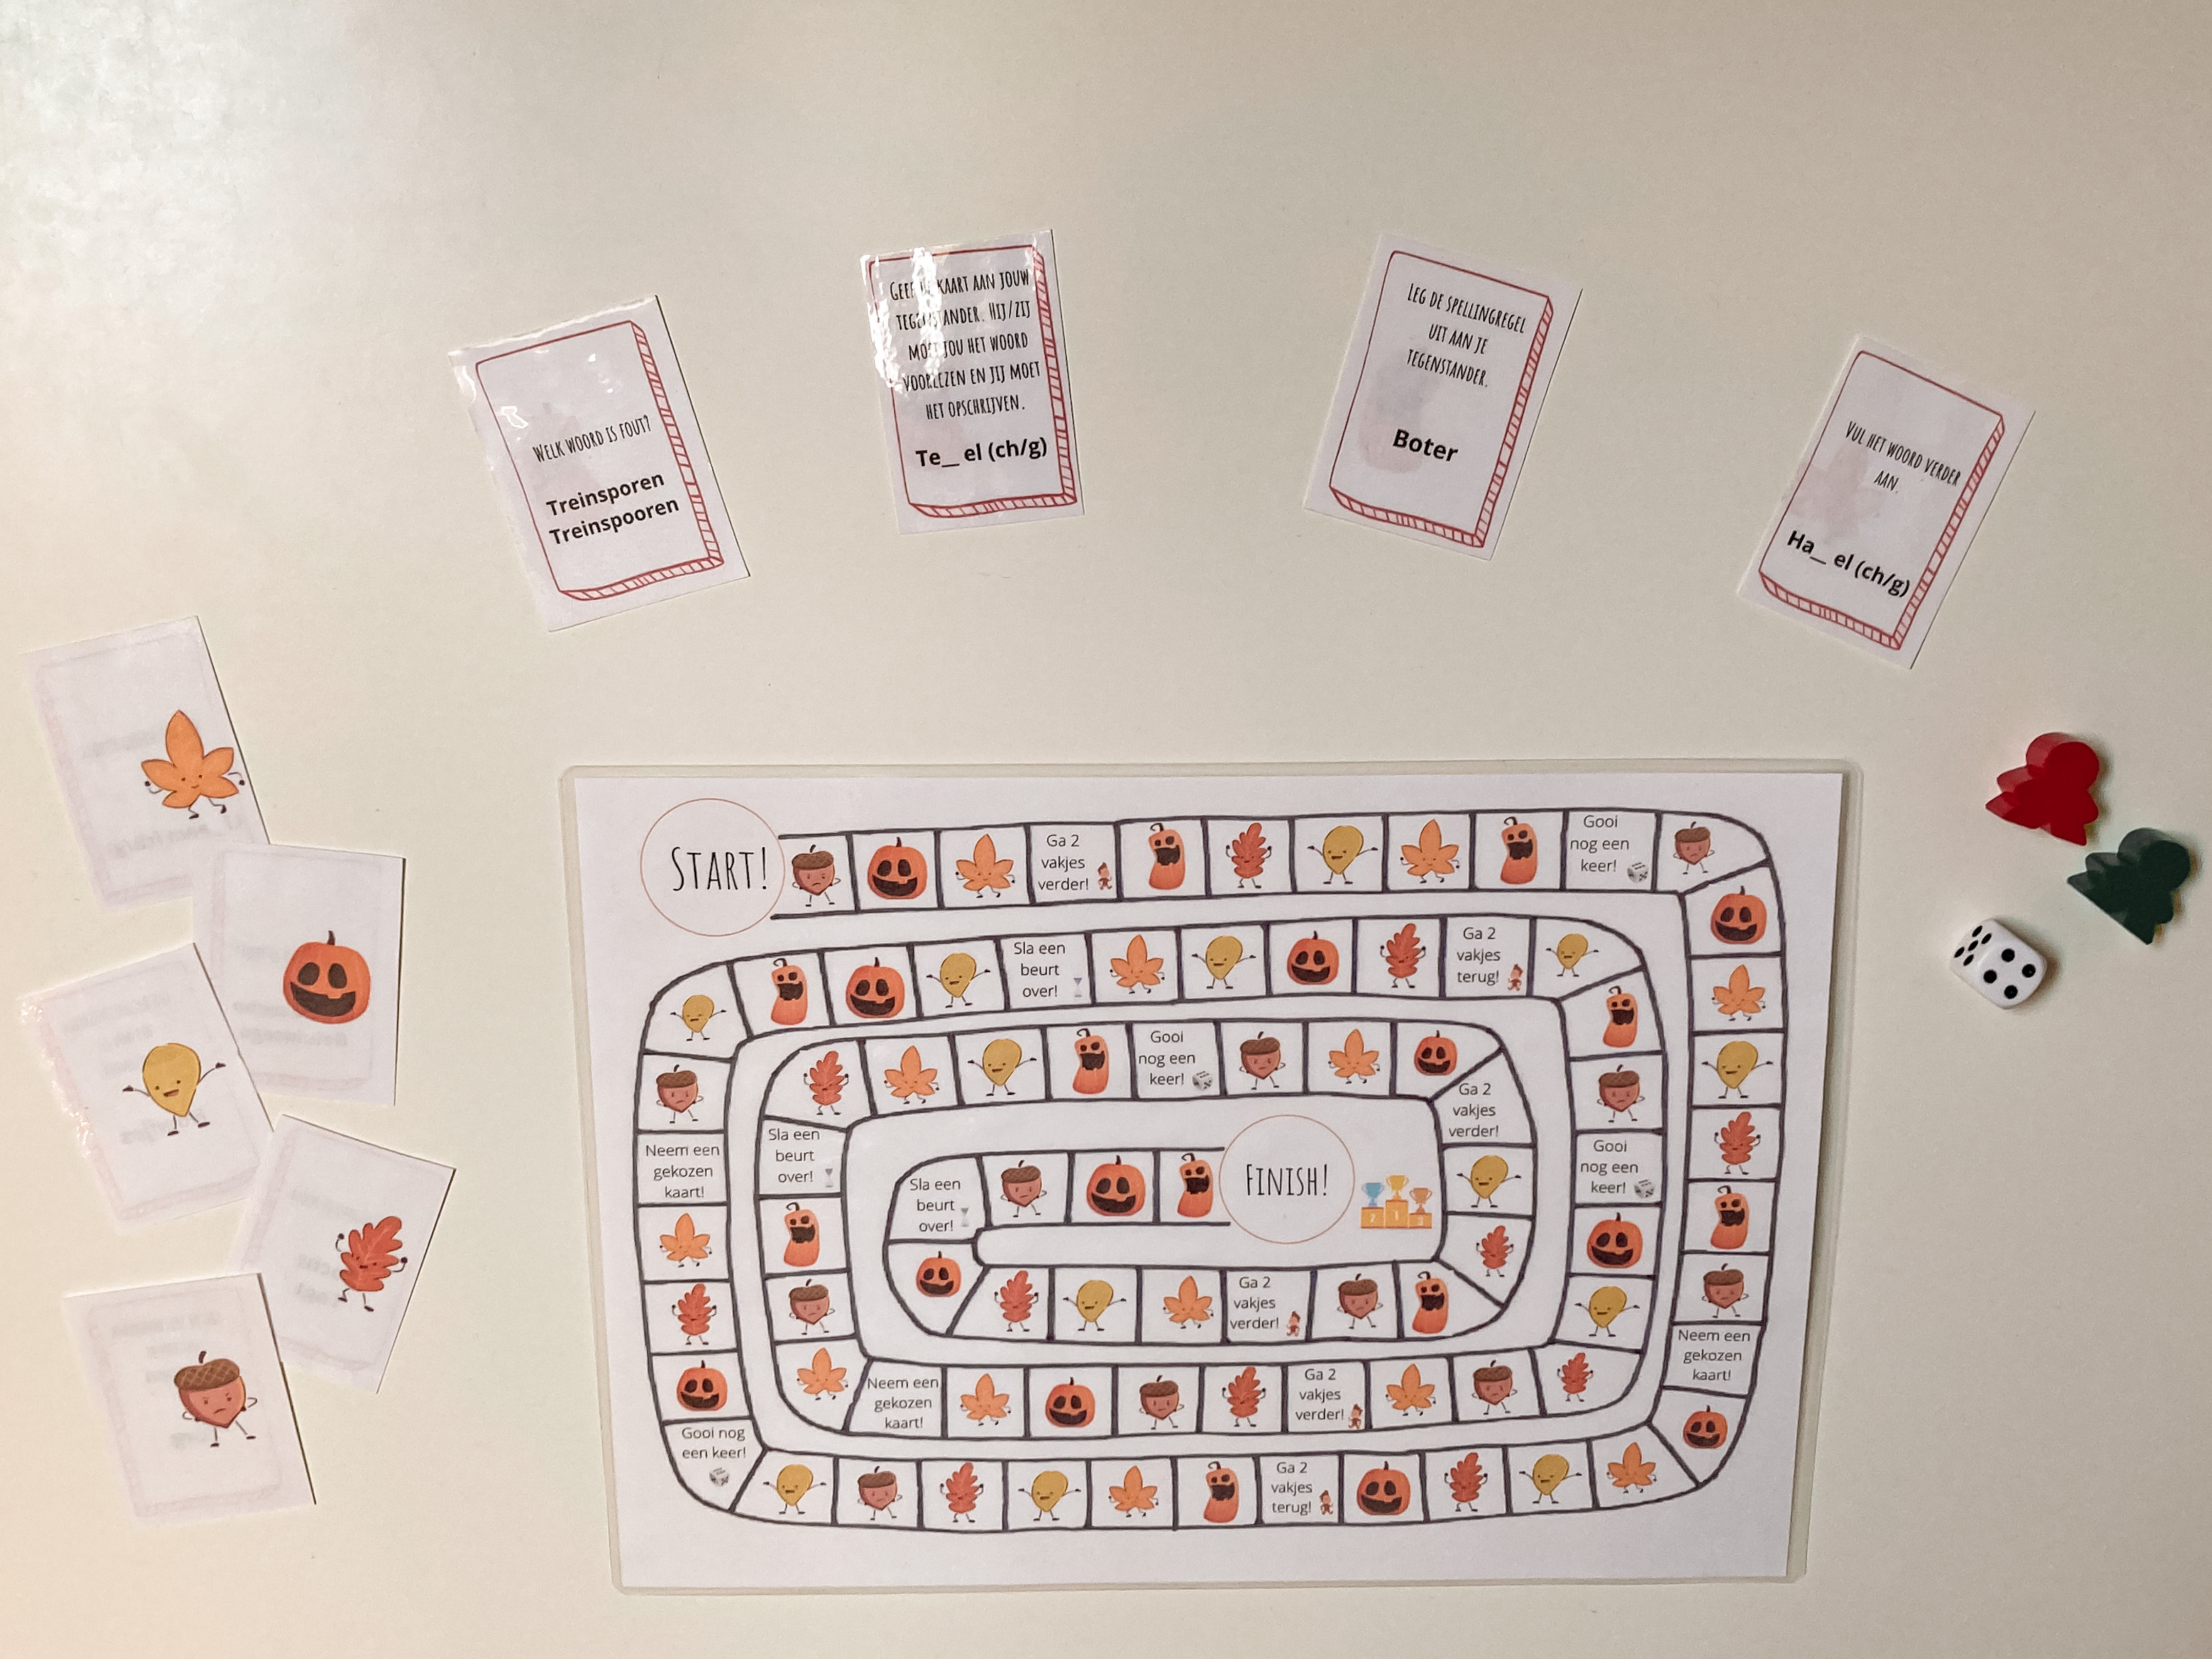 WELK WOORD IS FOUT?
Treinsporen
Treinspooren
GEEF DE KAART AAN JOUW
TEGENSTANDER. HIJ/ZIJ
MOET JOU HET WOORD
VOORLEZEN EN JIJ MOET
HET OPSCHRIJVEN.
Te_ el (ch/g)
LEG DE SPELLINGREGEL
UIT AAN JE
TEGENSTANDER.
Boter
VUL HET WOORD VERDER
AAN.
Ha_ el (ch/g)
START!
Ga 2
vakjes
verder!
Gooi
nog een
keer!
Sla een
beurt
over!
Ga 2
vakjes
terug!
Gooi
nog een
keer!
Ga 2
vakjes
verder!
Neem een
gekozen
kaart!
Sla een
beurt
over!
Sla een
beurt
over!
FINISH!
2
1
3
Gooi
nog een
keer!
Ga 2
vakjes
verder!
Neem een
gekozen
kaart!
Neem een
gekozen
kaart!
Ga 2
vakjes
verder!
Gooi nog
een keer!
Ga 2
vakjes
terug!